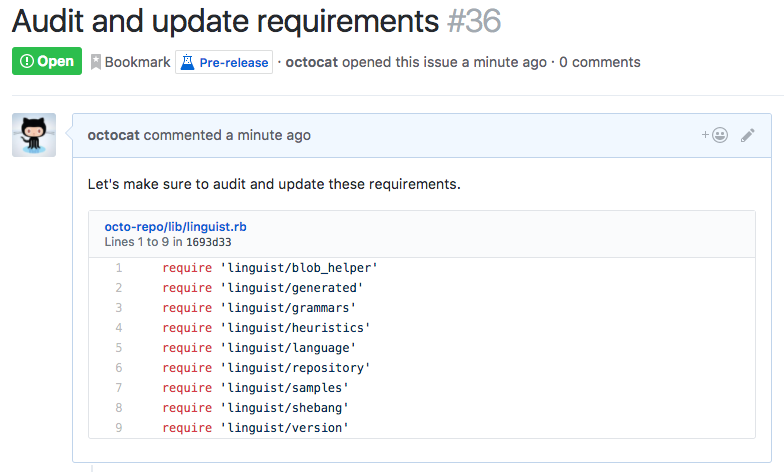 Audit and update requirements #36
Open Bookmark Pre-release · octocat opened this issue a minute ago · 0 comments
octocat commented a minute ago
Let's make sure to audit and update these requirements.
octo-repo/lib/linguist.rb
Lines 1 to 9 in 1693d33
1 require 'linguist/blob_helper'
2 require 'linguist/generated'
3 require 'linguist/grammars'
4 require 'linguist/heuristics'
5 require 'linguist/language'
6 require 'linguist/repository'
7 require 'linguist/samples'
8 require 'linguist/shebang'
9 require 'linguist/version'